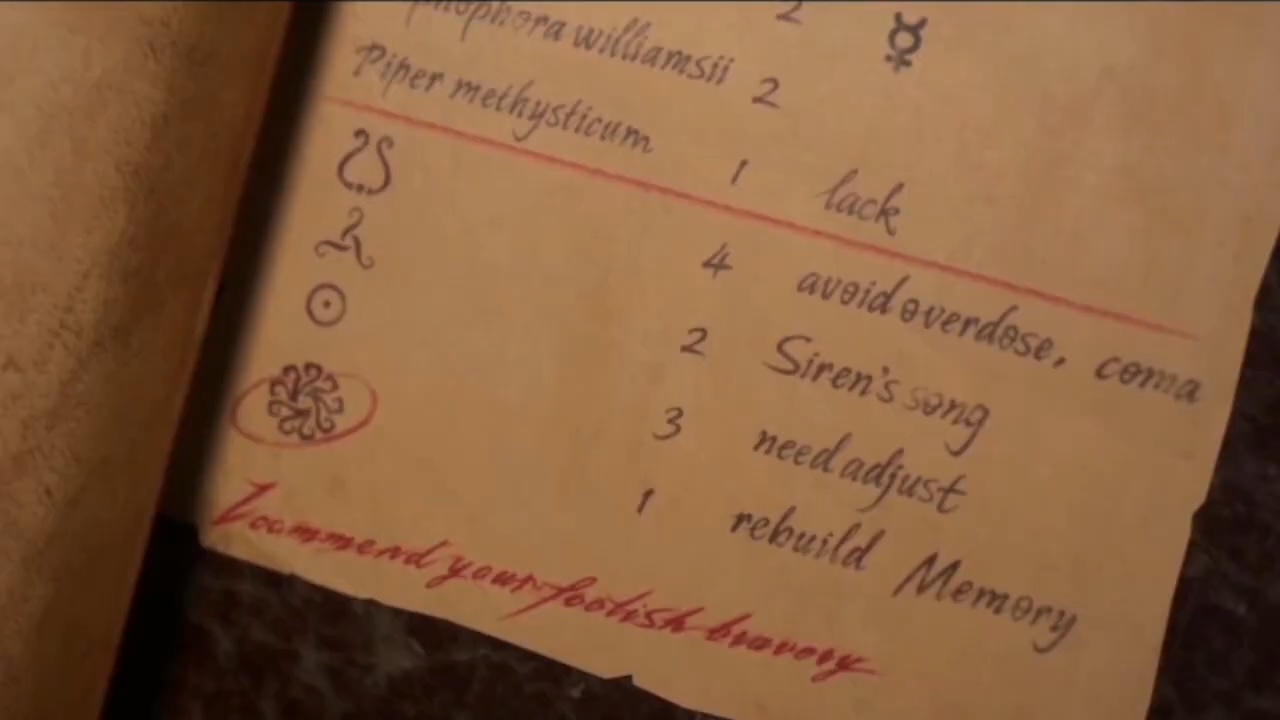 2 ☿
williamsii 2
Piper methysticum 1 lack
4 avoid overdose, coma
2 Siren's song
3 need adjust
1 rebuild Memory
I commend your foolish bravery